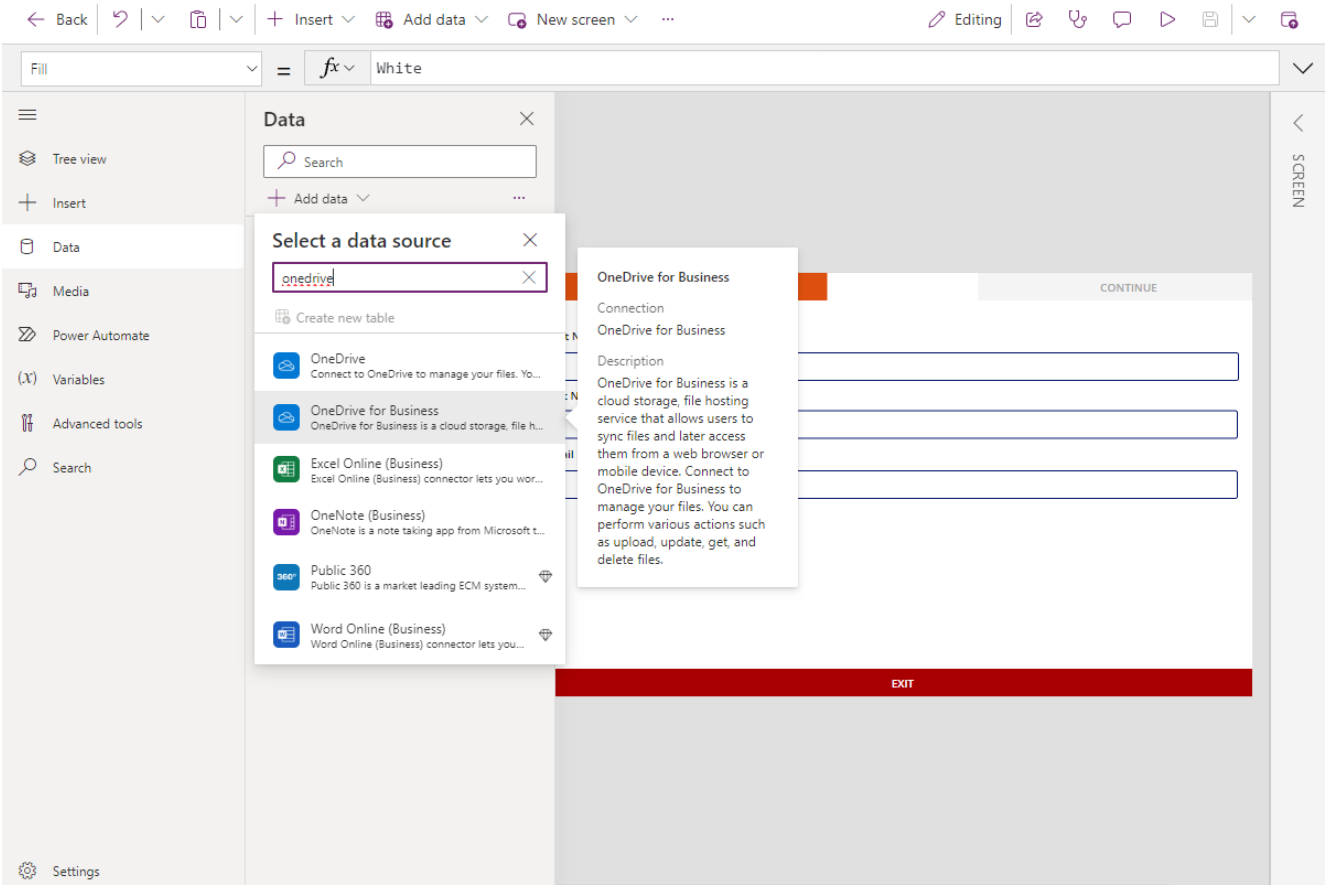 Back
Insert
Add data
New screen
...
Editing
Fill
=
fx
White
Tree view
Insert
Data
Media
Power Automate
(x) Variables
Advanced tools
Search
Settings
Data
Search
Add data
...
Select a data source
onedrive
Create new table
OneDrive
Connect to OneDrive to manage your files. Yo...
OneDrive for Business
OneDrive for Business is a cloud storage, file h...
Excel Online (Business)
Excel Online (Business) connector lets you wor...
OneNote (Business)
OneNote is a note taking app from Microsoft t...
360°
Public 360
Public 360 is a market leading ECM system...
Word Online (Business)
Word Online (Business) connector lets you...
OneDrive for Business
Connection
OneDrive for Business
Description
OneDrive for Business is a
cloud storage, file hosting
service that allows users to
sync files and later access
them from a web browser or
mobile device. Connect to
OneDrive for Business to
manage your files. You can
perform various actions such
as upload, update, get, and
delete files.
CONTINUE
EXIT
SCREEN